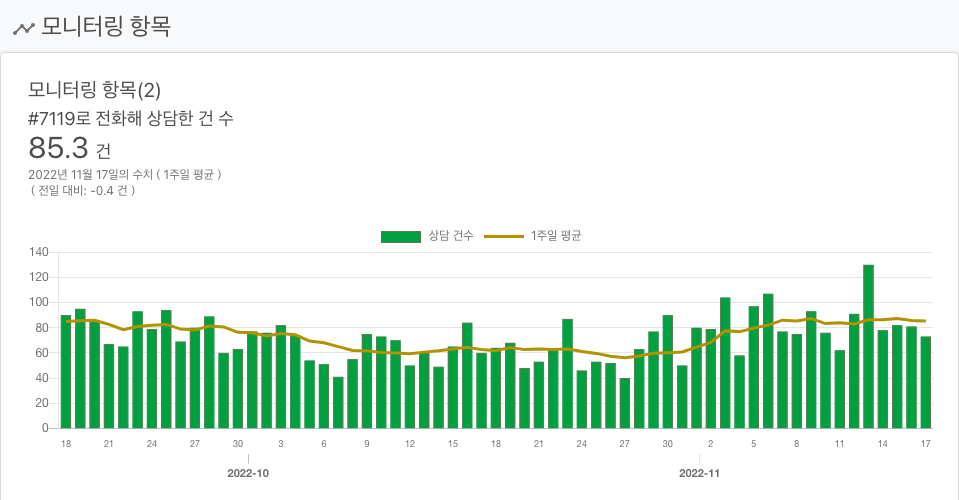 모니터링 항목
모니터링 항목(2)
#7119로 전화해 상담한 건 수
85.3 건
2022년 11월 17일의 수치 ( 1주일 평균 )
( 전일 대비: -0.4 건 )
상담 건수 1주일 평균
140
120
100
80
60
40
20
0
18 21 24 27 30 3 6 9 12 15 18 21 24 27 30 2 5 8 11 14 17
2022-10 2022-11